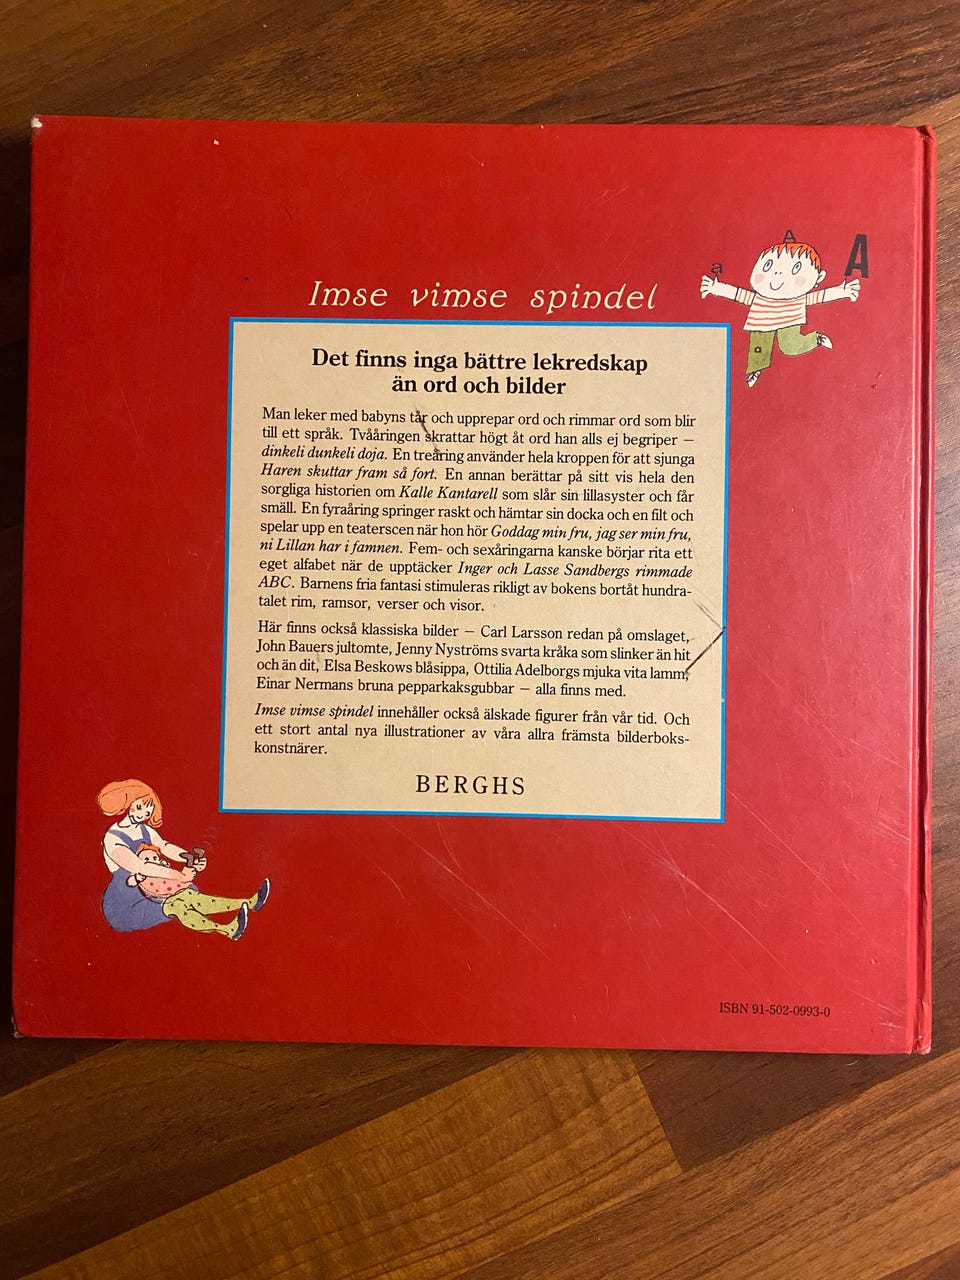 A
A
a
a
Imse vimse spindel
Det finns inga bättre lekredskap
än ord och bilder
Man leker med babyns tår och upprepar ord och rimmar ord som blir
till ett språk. Tvååringen skrattar högt åt ord han alls ej begriper –
dinkeli dunkeli doja. En treåring använder hela kroppen för att sjunga
Haren skuttar fram så fort. En annan berättar på sitt vis hela den
sorgliga historien om Kalle Kantarell som slår sin lillasyster och får
smäll. En fyraåring springer raskt och hämtar sin docka och en filt och
spelar upp en teaterscen när hon hör Goddag min fru, jag ser min fru,
ni Lillan har i famnen. Fem- och sexåringarna kanske börjar rita ett
eget alfabet när de upptäcker Inger och Lasse Sandbergs rimmade
ABC. Barnens fria fantasi stimuleras rikligt av bokens bortåt hundra-
talet rim, ramsor, verser och visor.
Här finns också klassiska bilder – Carl Larsson redan på omslaget,
John Bauers jultomte, Jenny Nyströms svarta kråka som slinker än hit
och än dit, Elsa Beskows blåsippa, Ottilia Adelborgs mjuka vita lamm,
Einar Nermans bruna pepparkaksgubbar – alla finns med.
Imse vimse spindel innehåller också älskade figurer från vår tid. Och
ett stort antal nya illustrationer av våra allra främsta bilderboks-
konstnärer.
BERGHS
ISBN 91-502-0993-0